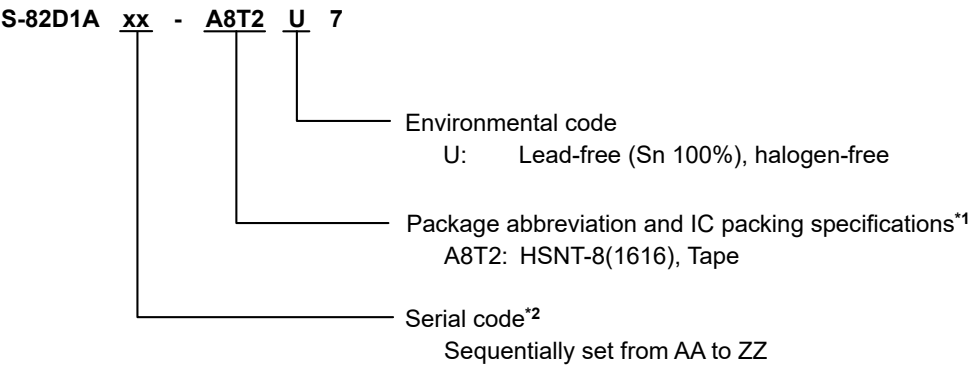 S-82D1A xx - A8T2 U 7
Environmental code
U: Lead-free (Sn 100%), halogen-free
Package abbreviation and IC packing specifications*1
A8T2: HSNT-8(1616), Tape
Serial code*2
Sequentially set from AA to ZZ